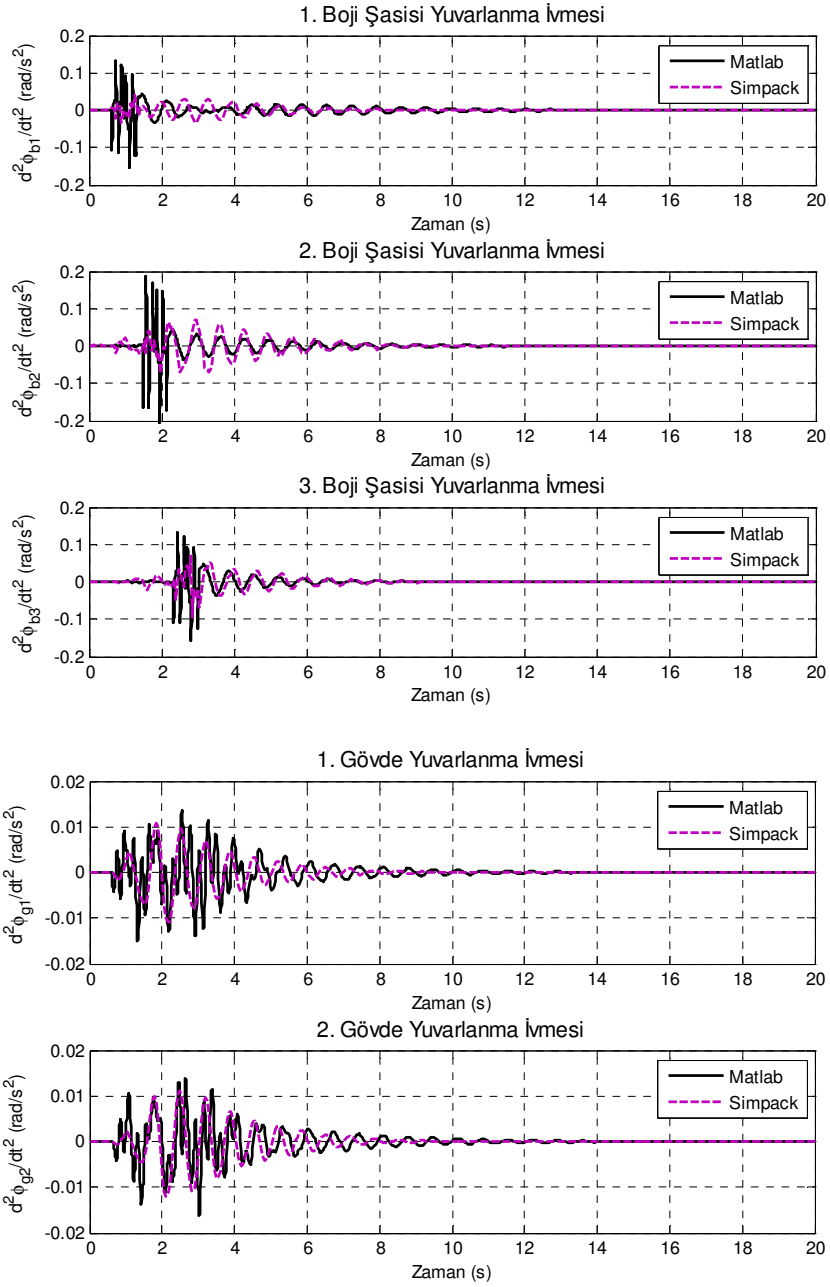 1. Boji Şasisi Yuvarlanma İvmesi
d²ϕb1/dt² (rad/s²)
0.2
0.1
0
-0.1
-0.2
Matlab
Simpack
0 2 4 6 8 10 12 14 16 18 20
Zaman (s)
2. Boji Şasisi Yuvarlanma İvmesi
d²ϕb2/dt² (rad/s²)
0.2
0.1
0
-0.1
-0.2
Matlab
Simpack
0 2 4 6 8 10 12 14 16 18 20
Zaman (s)
3. Boji Şasisi Yuvarlanma İvmesi
d²ϕb3/dt² (rad/s²)
0.2
0.1
0
-0.1
-0.2
Matlab
Simpack
0 2 4 6 8 10 12 14 16 18 20
Zaman (s)
1. Gövde Yuvarlanma İvmesi
d²ϕg1/dt² (rad/s²)
0.02
0.01
0
-0.01
-0.02
Matlab
Simpack
0 2 4 6 8 10 12 14 16 18 20
Zaman (s)
2. Gövde Yuvarlanma İvmesi
d²ϕg2/dt² (rad/s²)
0.02
0.01
0
-0.01
-0.02
Matlab
Simpack
0 2 4 6 8 10 12 14 16 18 20
Zaman (s)